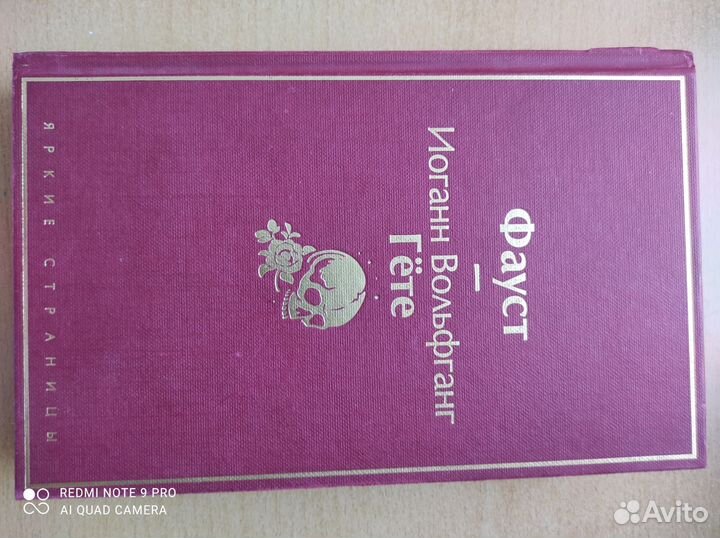 Фауст
—
Иоганн Вольфганг
Гёте
ЯРКИЕ СТРАНИЦЫ
REDMI NOTE 9 PRO
AI QUAD CAMERA
Avito